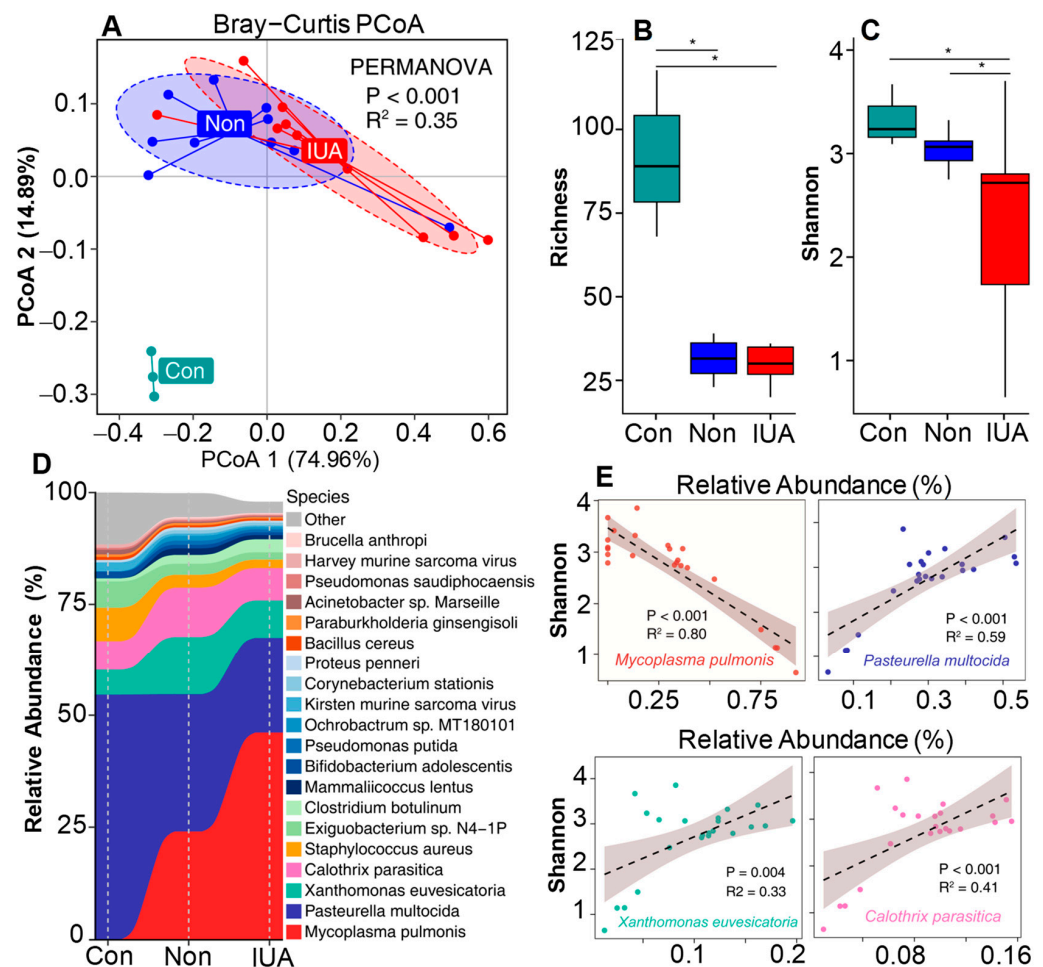 A
Bray−Curtis PCoA
PERMANOVA
P < 0.001
R² = 0.35
Non
IUA
Con
PCoA 2 (14.89%)
0.1
0.0
−0.1
−0.2
−0.3
−0.4
−0.2
0.0
0.2
0.4
0.6
PCoA 1 (74.96%)
B
Richness
125
100
75
50
25
*
*
Con
Non
IUA
C
Shannon
4
3
2
1
*
*
Con
Non
IUA
D
Relative Abundance (%)
100
75
50
25
0
Con
Non
IUA
Species
Other
Brucella anthropi
Harvey murine sarcoma virus
Pseudomonas saudiphocaensis
Acinetobacter sp. Marseille
Paraburkholderia ginsengisoli
Bacillus cereus
Proteus penneri
Corynebacterium stationis
Kirsten murine sarcoma virus
Ochrobactrum sp. MT180101
Pseudomonas putida
Bifidobacterium adolescentis
Mammaliicoccus lentus
Clostridium botulinum
Exiguobacterium sp. N4−1P
Staphylococcus aureus
Calothrix parasitica
Xanthomonas euvesicatoria
Pasteurella multocida
Mycoplasma pulmonis
E
Relative Abundance (%)
Shannon
4
3
2
1
P < 0.001
R² = 0.80
Mycoplasma pulmonis
0.25
0.50
0.75
P < 0.001
R² = 0.59
Pasteurella multocida
0.1
0.3
0.5
Relative Abundance (%)
Shannon
4
3
2
1
P = 0.004
R2 = 0.33
Xanthomonas euvesicatoria
0.1
0.2
P < 0.001
R² = 0.41
Calothrix parasitica
0.08
0.16